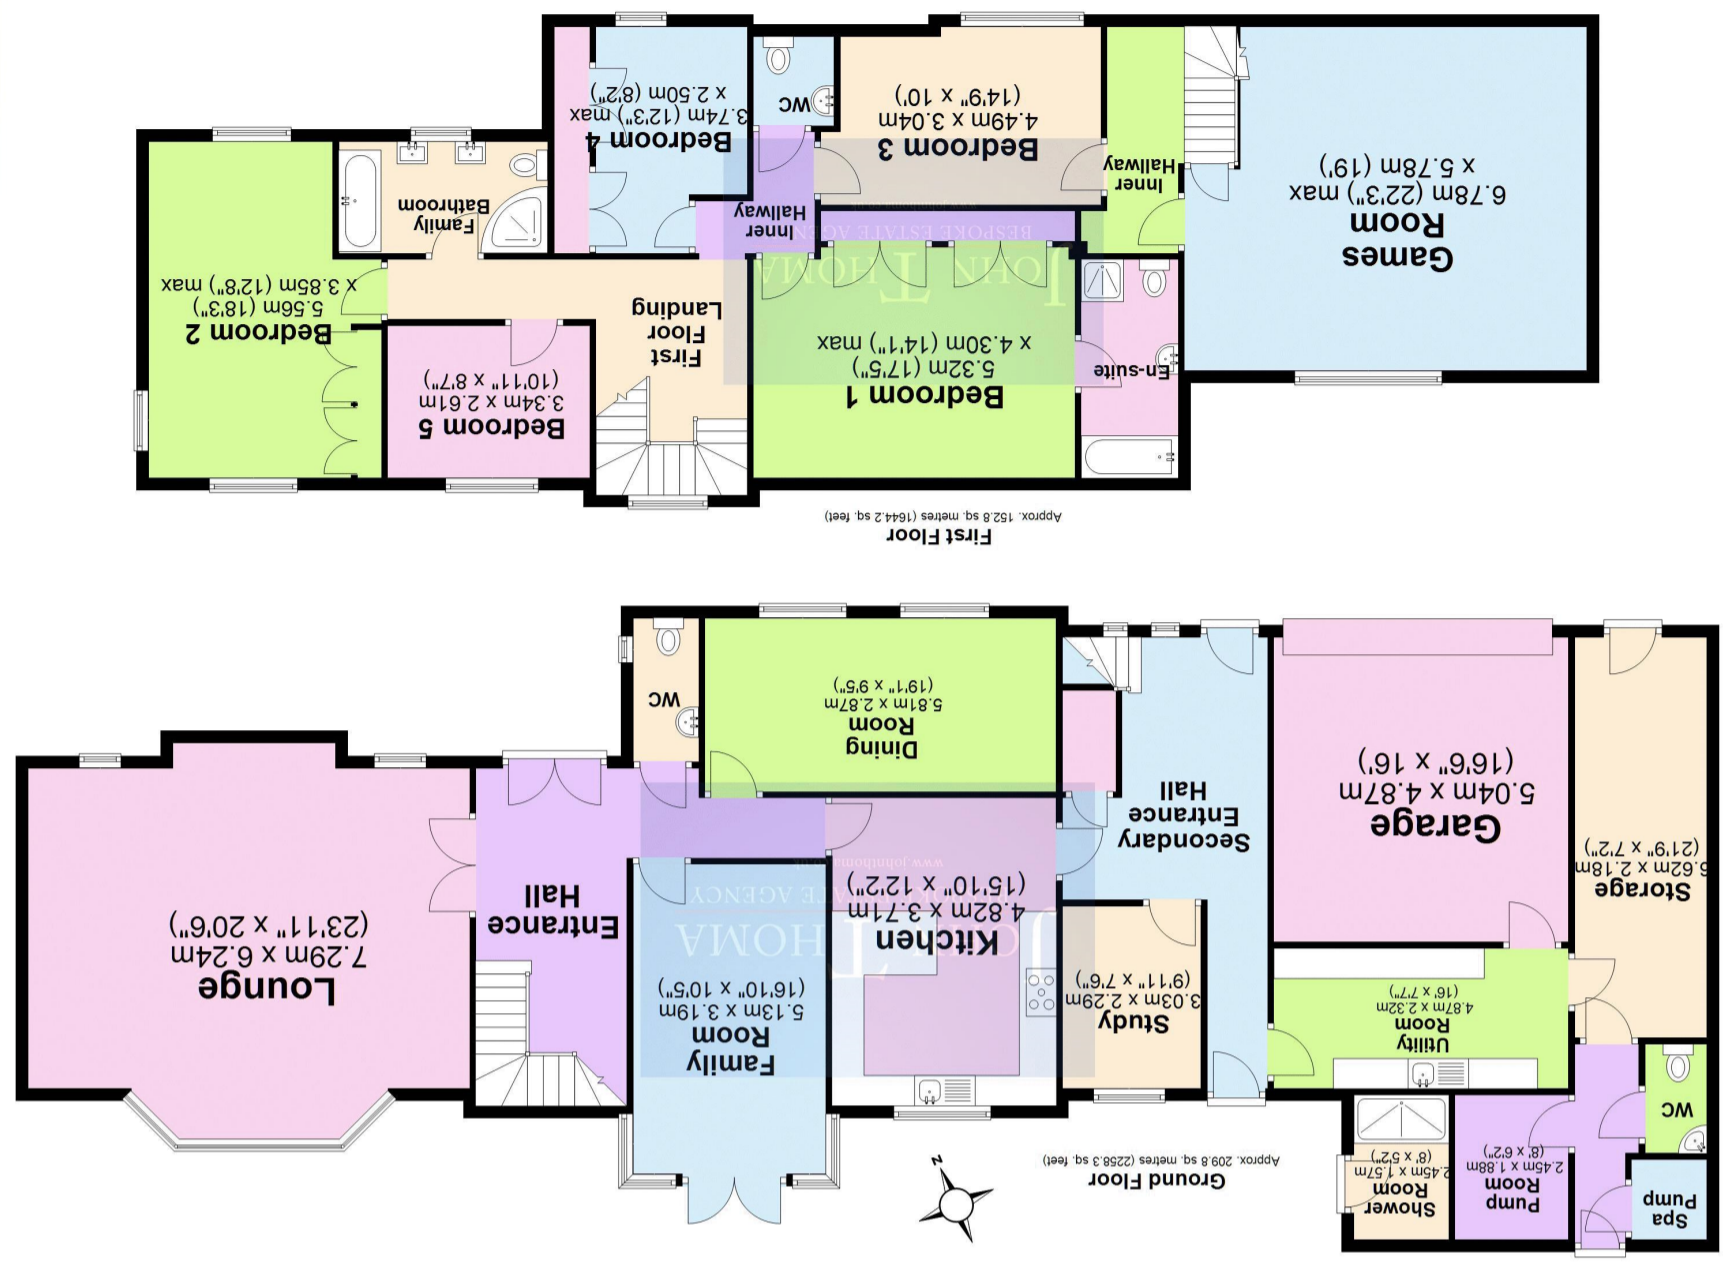 Ground Floor
Approx. 209.8 sq. metres (2258.3 sq. feet)
Spa
Pump
Pump
Room
2.45m x 1.88m
(8' x 6'2")
Shower
Room
2.45m x 1.57m
(8' x 5'2")
WC
Utility
Room
4.87m x 2.32m
(16' x 7'7")
Storage
6.62m x 2.18m
(21'9" x 7'2")
Garage
5.04m x 4.87m
(16'6" x 16')
Study
3.03m x 2.29m
(9'11" x 7'6")
Secondary
Entrance
Hall
Kitchen
4.82m x 3.71m
(15'10" x 12'2")
Family
Room
5.13m x 3.19m
(16'10" x 10'5")
Entrance
Hall
Lounge
7.29m x 6.24m
(23'11" x 20'6")
Dining
Room
5.81m x 2.87m
(19'1" x 9'5")
WC
N
JOHN THOMA
BESPOKE ESTATE AGENCY
First Floor
Approx. 152.8 sq. metres (1644.2 sq. feet)
Bedroom 1
5.32m (17'5")
x 4.30m (14'1") max
En-suite
Games
Room
6.78m (22'3") max
x 5.78m (19')
Inner
Hallway
Bedroom 3
4.49m x 3.04m
(14'9" x 10')
WC
Inner
Hallway
Bedroom 4
3.74m (12'3") max
x 2.50m (8'2")
First
Floor
Landing
Bedroom 5
3.34m x 2.61m
(10'11" x 8'7")
Family
Bathroom
Bedroom 2
5.56m (18'3")
x 3.85m (12'8") max
JOHN THOMA
BESPOKE ESTATE AGEN